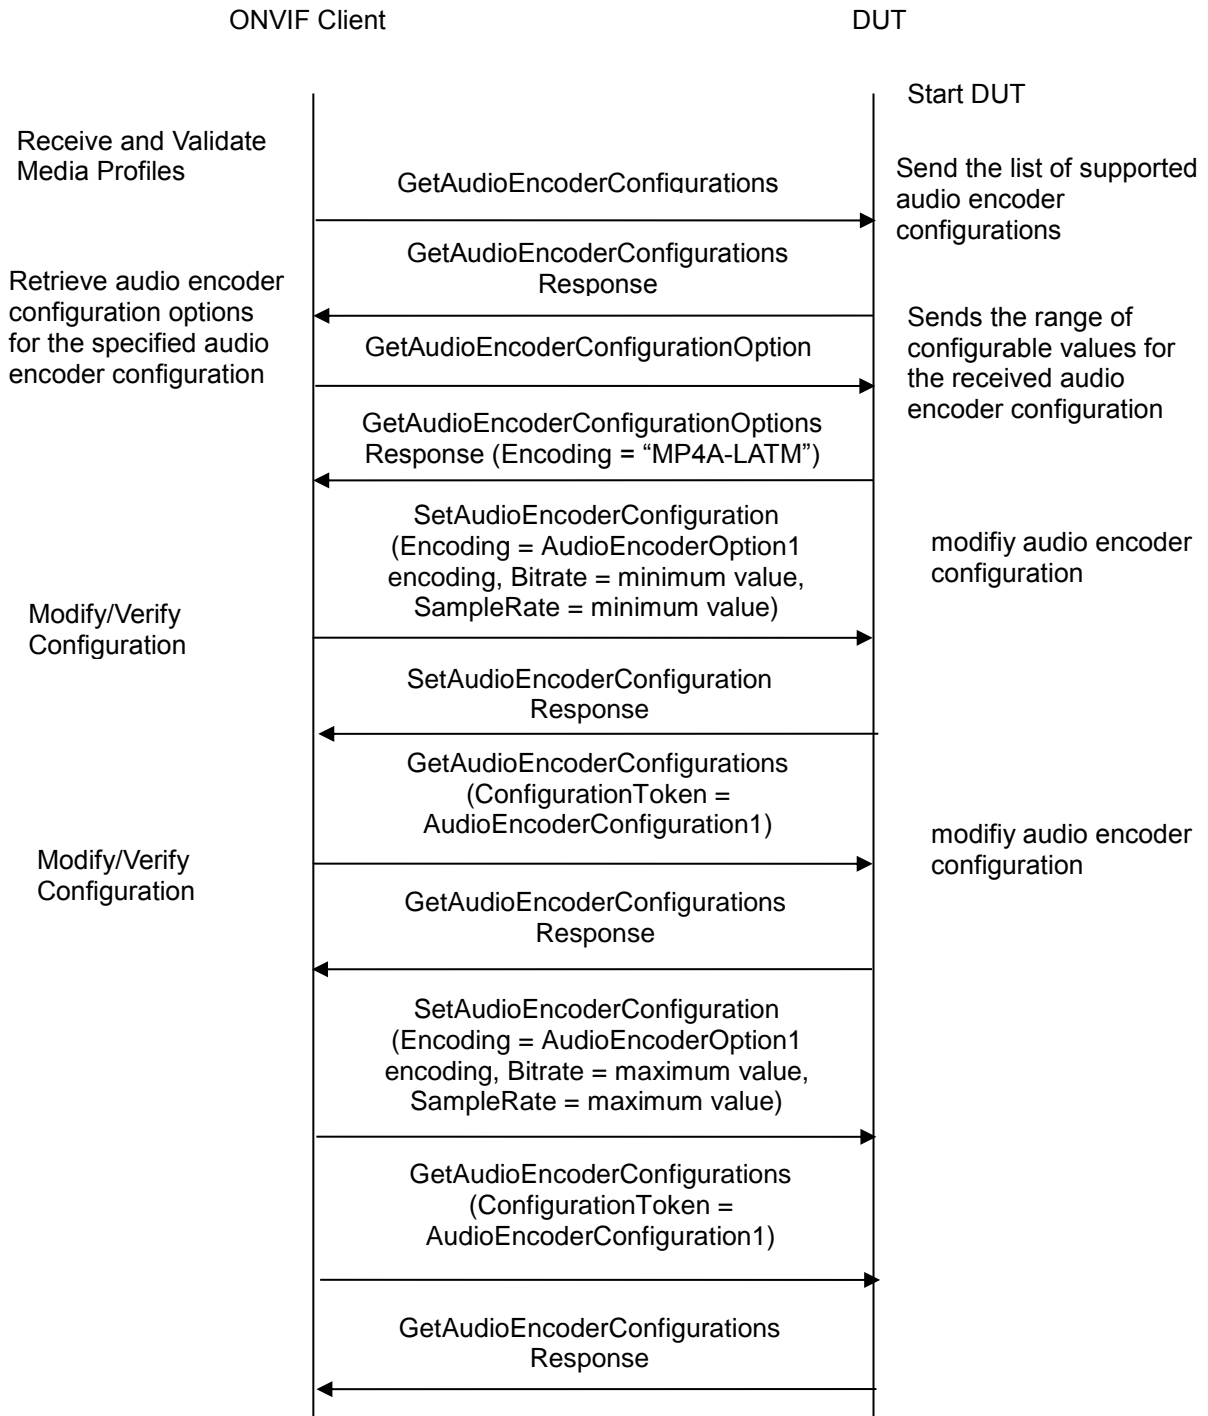 ONVIF Client
DUT
Start DUT
Receive and Validate
Media Profiles
GetAudioEncoderConfigurations
Send the list of supported
audio encoder
configurations
GetAudioEncoderConfigurations
Response
Retrieve audio encoder
configuration options
for the specified audio
encoder configuration
GetAudioEncoderConfigurationOption
Sends the range of
configurable values for
the received audio
encoder configuration
GetAudioEncoderConfigurationOptions
Response (Encoding = “MP4A-LATM”)
SetAudioEncoderConfiguration
(Encoding = AudioEncoderOption1
encoding, Bitrate = minimum value,
SampleRate = minimum value)
modifiy audio encoder
configuration
Modify/Verify
Configuration
SetAudioEncoderConfiguration
Response
GetAudioEncoderConfigurations
(ConfigurationToken =
AudioEncoderConfiguration1)
modifiy audio encoder
configuration
Modify/Verify
Configuration
GetAudioEncoderConfigurations
Response
SetAudioEncoderConfiguration
(Encoding = AudioEncoderOption1
encoding, Bitrate = maximum value,
SampleRate = maximum value)
GetAudioEncoderConfigurations
(ConfigurationToken =
AudioEncoderConfiguration1)
GetAudioEncoderConfigurations
Response